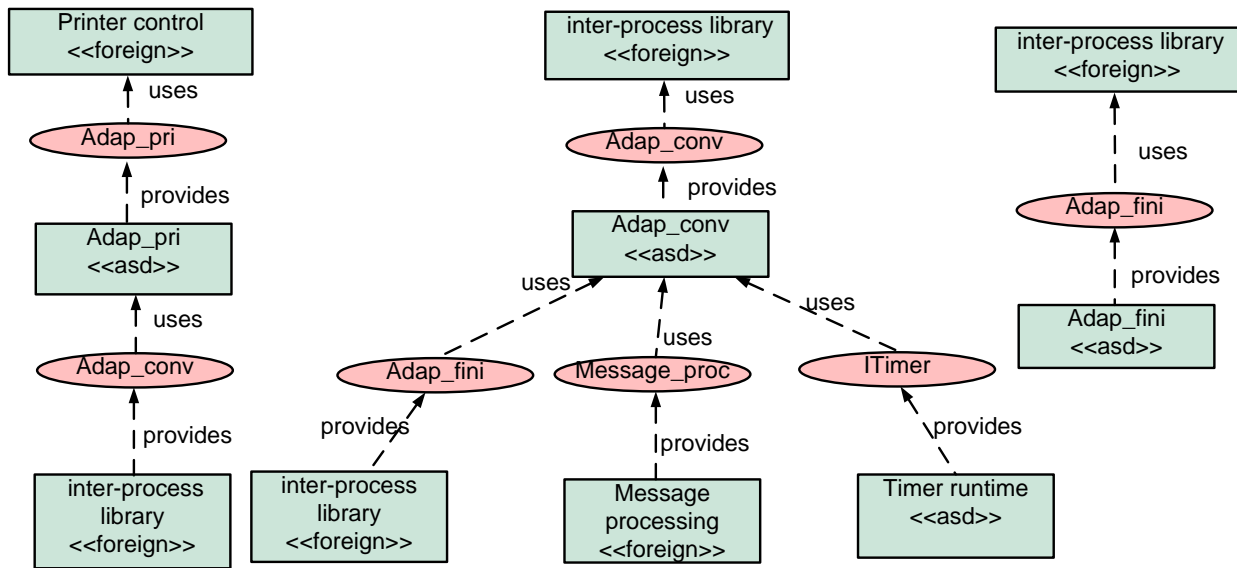 Printer control
<<foreign>>
uses
Adap_pri
provides
Adap_pri
<<asd>>
uses
Adap_conv
provides
inter-process
library
<<foreign>>
inter-process library
<<foreign>>
uses
Adap_conv
provides
Adap_conv
<<asd>>
uses
uses
uses
Adap_fini
Message_proc
ITimer
provides
provides
provides
inter-process
library
<<foreign>>
Message
processing
<<foreign>>
Timer runtime
<<asd>>
inter-process library
<<foreign>>
uses
Adap_fini
provides
Adap_fini
<<asd>>